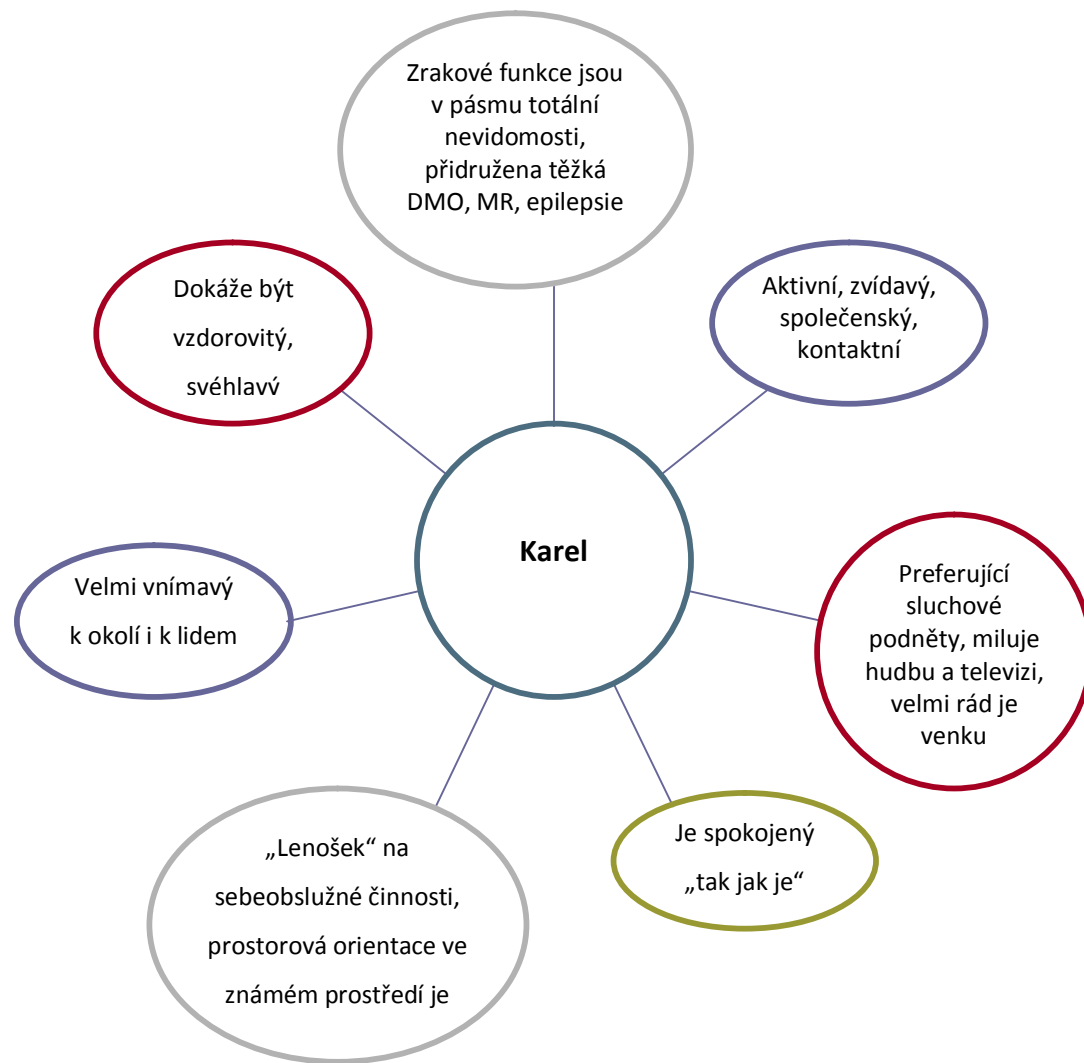 Zrakové funkce jsou
v pásmu totální
nevidomosti,
přidružena těžká
DMO, MR, epilepsie
Dokáže být
vzdorovitý,
svéhlavý
Aktivní, zvídavý,
společenský,
kontaktní
Karel
Velmi vnímavý
k okolí i k lidem
Preferující
sluchové
podněty, miluje
hudbu a televizi,
velmi rád je
venku
„Lenošek“ na
sebeobslužné činnosti,
prostorová orientace ve
známém prostředí je
Je spokojený
„tak jak je“